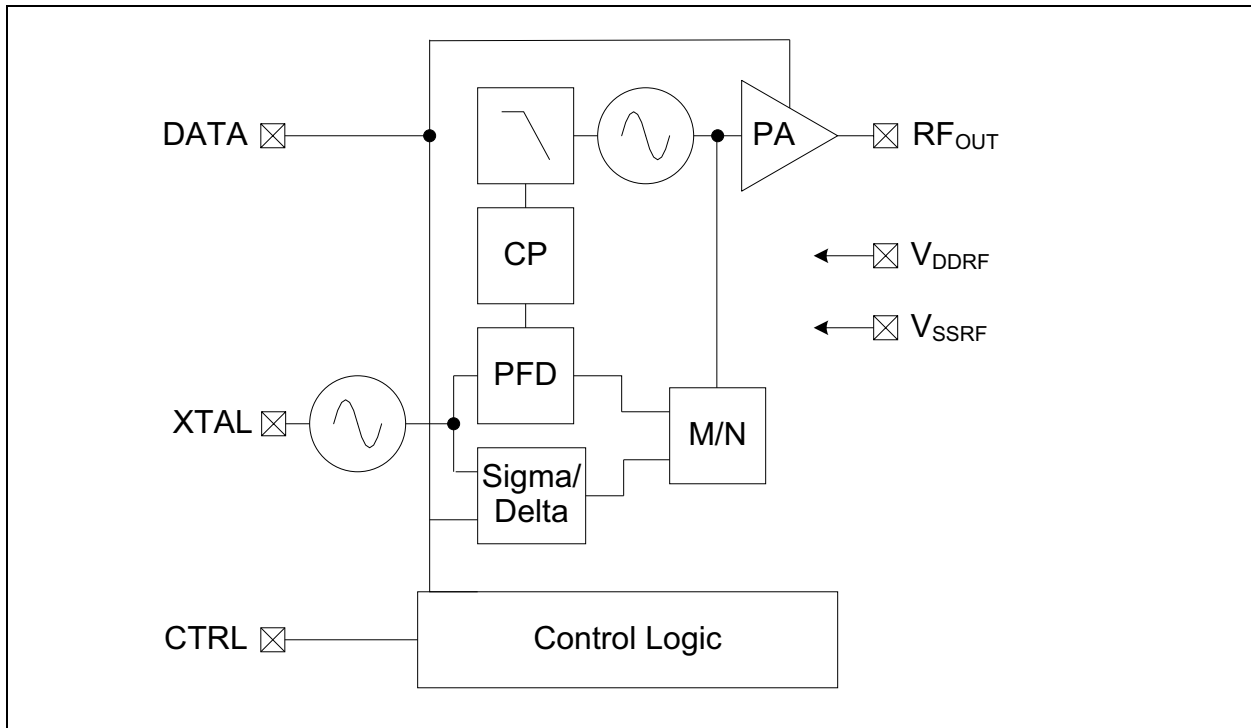 DATA
PA
RFOUT
CP
VDDRF
VSSRF
PFD
XTAL
M/N
Sigma/
Delta
CTRL
Control Logic